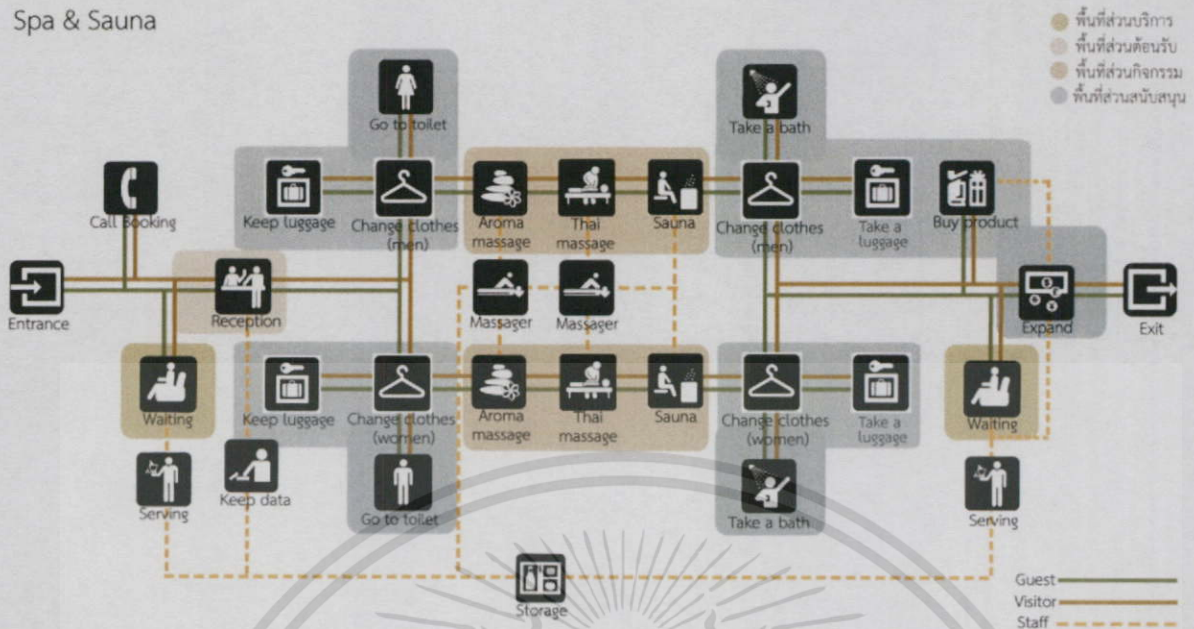 Spa & Sauna
พื้นที่ส่วนบริการ
พื้นที่ส่วนต้อนรับ
พื้นที่ส่วนกิจกรรม
พื้นที่ส่วนสนับสนุน
Go to toilet
Take a bath
Call Booking
Keep luggage
Change clothes
(men)
Aroma
massage
Thai
massage
Sauna
Change clothes
(men)
Take a
luggage
Buy product
Entrance
Reception
Massager
Massager
Expand
Exit
Waiting
Keep luggage
Change clothes
(women)
Aroma
massage
Thai
massage
Sauna
Change clothes
(women)
Take a
luggage
Waiting
Serving
Keep data
Go to toilet
Take a bath
Serving
Storage
Guest
Visitor
Staff